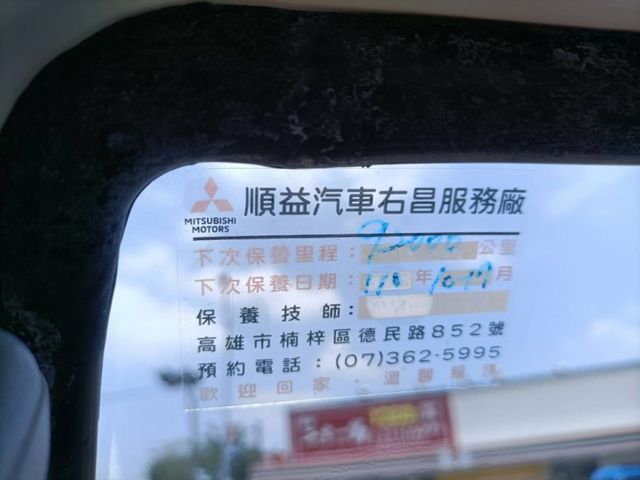 順益汽車右昌服務廠
MITSUBISHI
MOTORS
下次保養里程：公里
下次保養日期：年 月
保養技師：
高雄市楠梓區德民路852號
預約電話：(07)362-5995
歡迎回家．溫馨服務